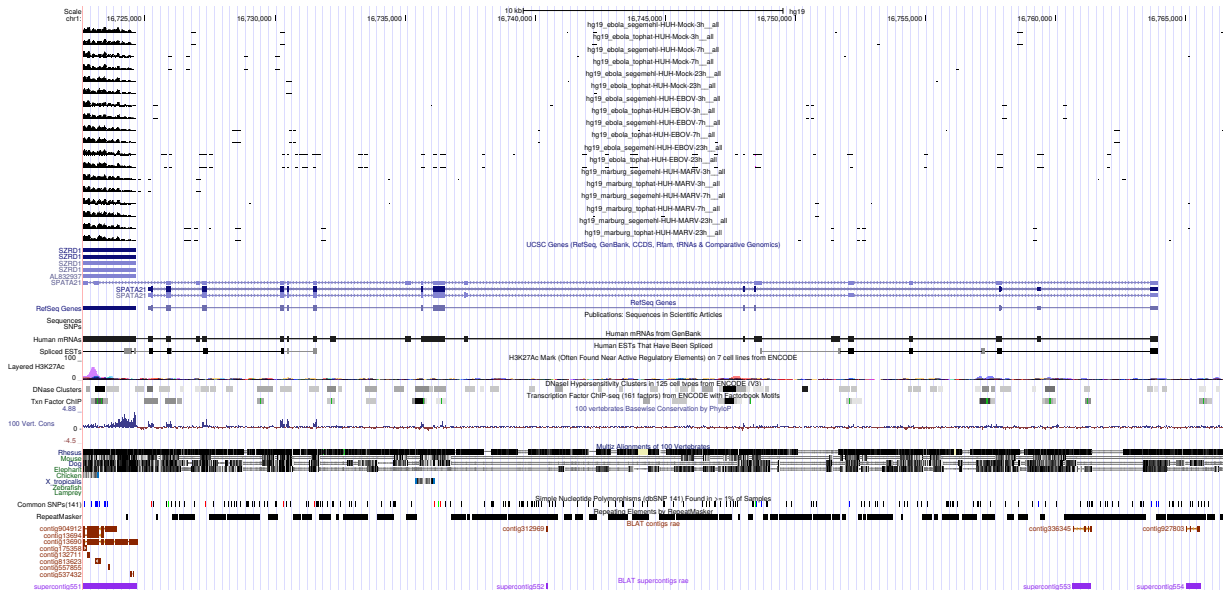 Scale 10 kb hg19
chr1: 16,725,000 16,730,000 16,735,000 16,740,000 16,745,000 16,750,000 16,755,000 16,760,000 16,765,000
hg19_ebola_segemehl-HUH-Mock-3h__all
hg19_ebola_tophat-HUH-Mock-3h__all
hg19_ebola_segemehl-HUH-Mock-7h__all
hg19_ebola_tophat-HUH-Mock-7h__all
hg19_ebola_segemehl-HUH-Mock-23h__all
hg19_ebola_tophat-HUH-Mock-23h__all
hg19_ebola_segemehl-HUH-EBOV-3h__all
hg19_ebola_tophat-HUH-EBOV-3h__all
hg19_ebola_segemehl-HUH-EBOV-7h__all
hg19_ebola_tophat-HUH-EBOV-7h__all
hg19_ebola_segemehl-HUH-EBOV-23h__all
hg19_ebola_tophat-HUH-EBOV-23h__all
hg19_marburg_segemehl-HUH-MARV-3h__all
hg19_marburg_tophat-HUH-MARV-3h__all
hg19_marburg_segemehl-HUH-MARV-7h__all
hg19_marburg_tophat-HUH-MARV-7h__all
hg19_marburg_segemehl-HUH-MARV-23h__all
hg19_marburg_tophat-HUH-MARV-23h__all
UCSC Genes (RefSeq, GenBank, CCDS, Rfam, tRNAs & Comparative Genomics)
SZRD1
SZRD1
SZRD1
SZRD1
AL832937
SPATA21
SPATA21
SPATA21
RefSeq Genes
RefSeq Genes
Publications: Sequences in Scientific Articles
Sequences
SNPs
Human mRNAs from GenBank
Human mRNAs
Human ESTs That Have Been Spliced
Spliced ESTs
100
H3K27Ac Mark (Often Found Near Active Regulatory Elements) on 7 cell lines from ENCODE
Layered H3K27Ac
0
DNaseI Hypersensitivity Clusters in 125 cell types from ENCODE (V3)
DNase Clusters
Transcription Factor ChIP-seq (161 factors) from ENCODE with Factorbook Motifs
Txn Factor ChIP
4.88
100 vertebrates Basewise Conservation by PhyloP
100 Vert. Cons
0
-4.5
Multiz Alignments of 100 Vertebrates
Rhesus
Mouse
Dog
Elephant
Chicken
X_tropicalis
Zebrafish
Lamprey
Simple Nucleotide Polymorphisms (dbSNP 141) Found in >= 1% of Samples
Common SNPs(141)
Repeating Elements by RepeatMasker
RepeatMasker
BLAT contigs rae
contig904912 contig312969 contig336345 contig927803
contig13694
contig13690
contig175358
contig132711
contig813623
contig557855
contig537432
BLAT supercontigs rae
supercontig551 supercontig552 supercontig553 supercontig554